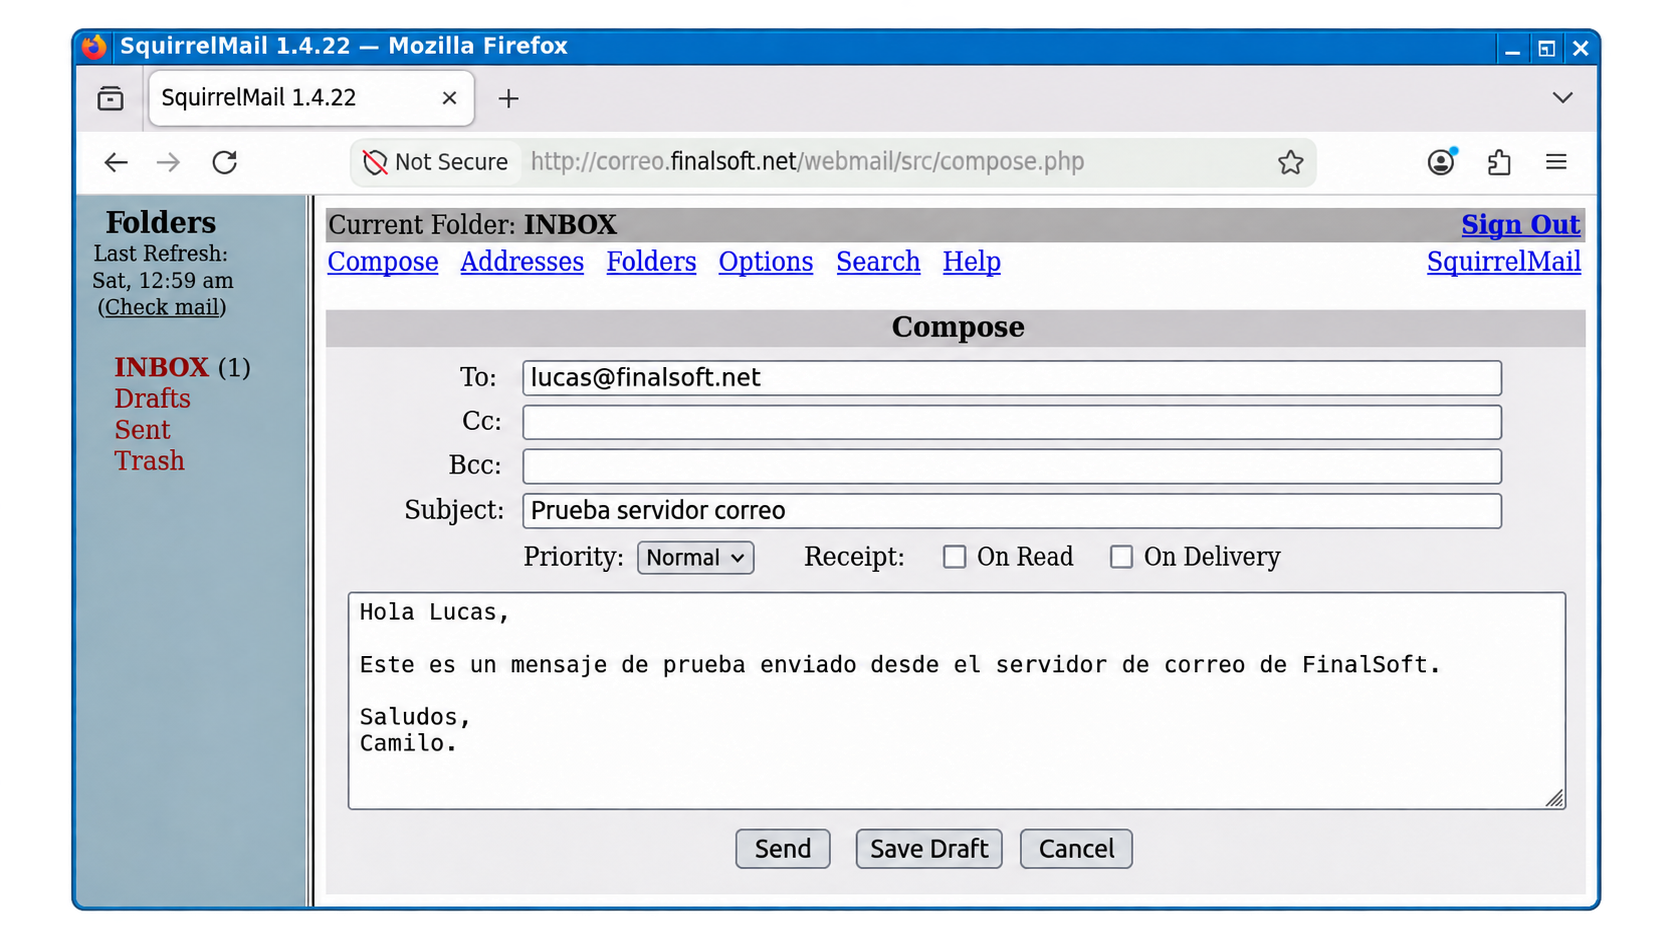 SquirrelMail 1.4.22 — Mozilla Firefox
SquirrelMail 1.4.22
Not Secure http://correo.finalsoft.net/webmail/src/compose.php
Folders
Last Refresh:
Sat, 12:59 am
(Check mail)
INBOX (1)
Drafts
Sent
Trash
Current Folder: INBOX Sign Out
Compose Addresses Folders Options Search Help SquirrelMail
Compose
To: lucas@finalsoft.net
Cc:
Bcc:
Subject: Prueba servidor correo
Priority: Normal Receipt: On Read On Delivery
Hola Lucas,
Este es un mensaje de prueba enviado desde el servidor de correo de FinalSoft.
Saludos,
Camilo.
Send Save Draft Cancel